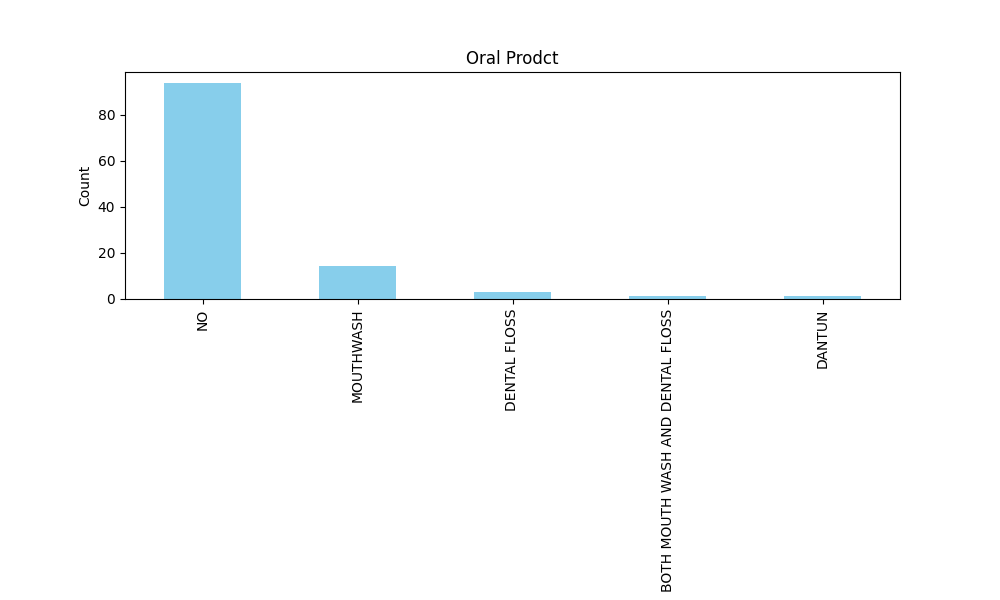 Oral Prodct
Count
80
60
40
20
0
NO
MOUTHWASH
DENTAL FLOSS
BOTH MOUTH WASH AND DENTAL FLOSS
DANTUN